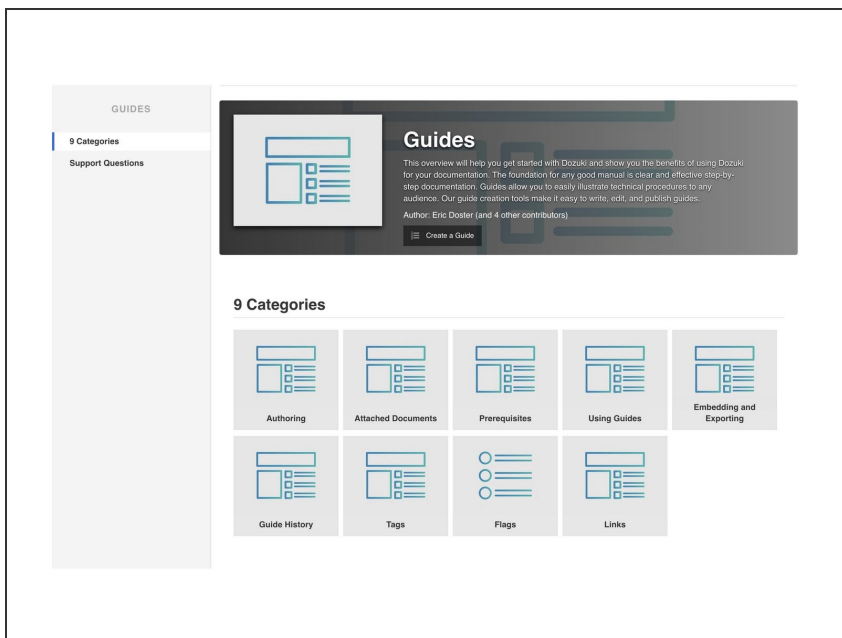 GUIDES
9 Categories
Support Questions
Guides
This overview will help you get started with Dozuki and show you the benefits of using Dozuki
for your documentation. The foundation for any good manual is clear and effective step-by-
step documentation. Guides allow you to easily illustrate technical procedures to any
audience. Our guide creation tools make it easy to write, edit, and publish guides.
Author: Eric Doster (and 4 other contributors)
Create a Guide
9 Categories
Authoring
Attached Documents
Prerequisites
Using Guides
Embedding and
Exporting
Guide History
Tags
Flags
Links